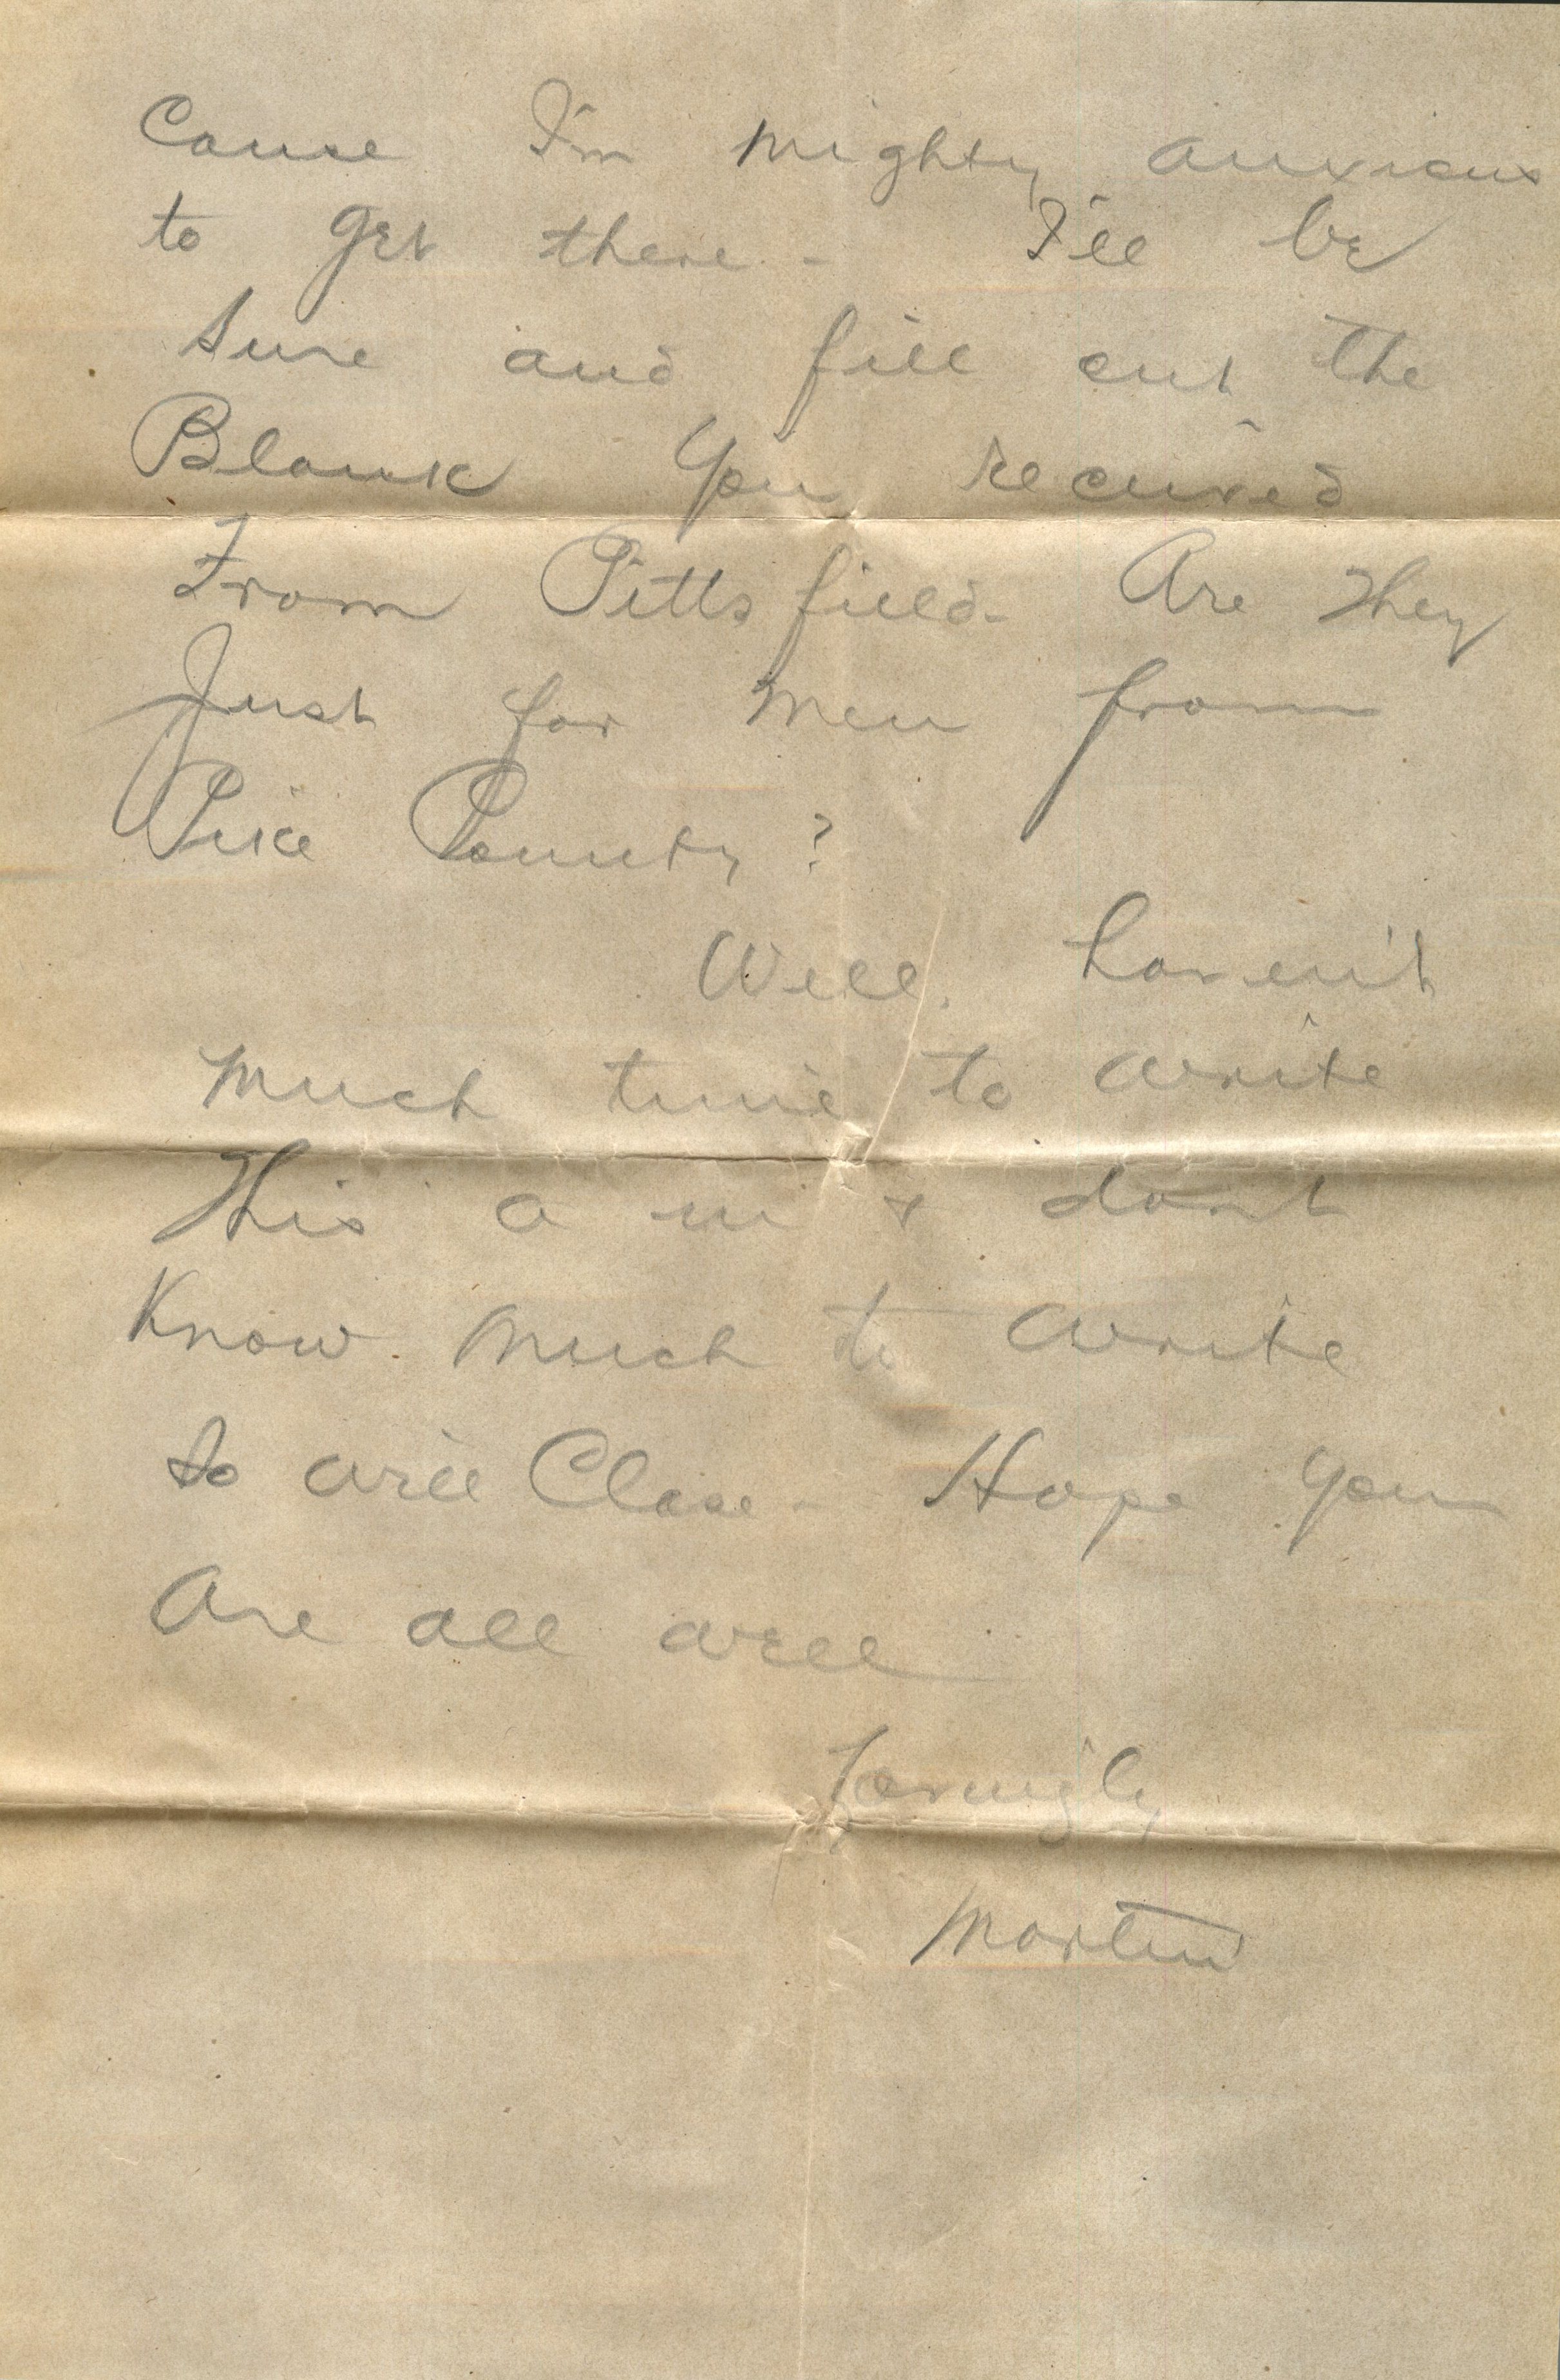 Cause I'm mighty anxious
to get there - I'll be
sure and fill out the
Blank you received
From Pittsfield - Are They
Just for men from
Pike County?
Well, haven't
much time to write
This a m & don't
Know much to write
So will Close - Hope you
Are all well
Lovingly
Martin